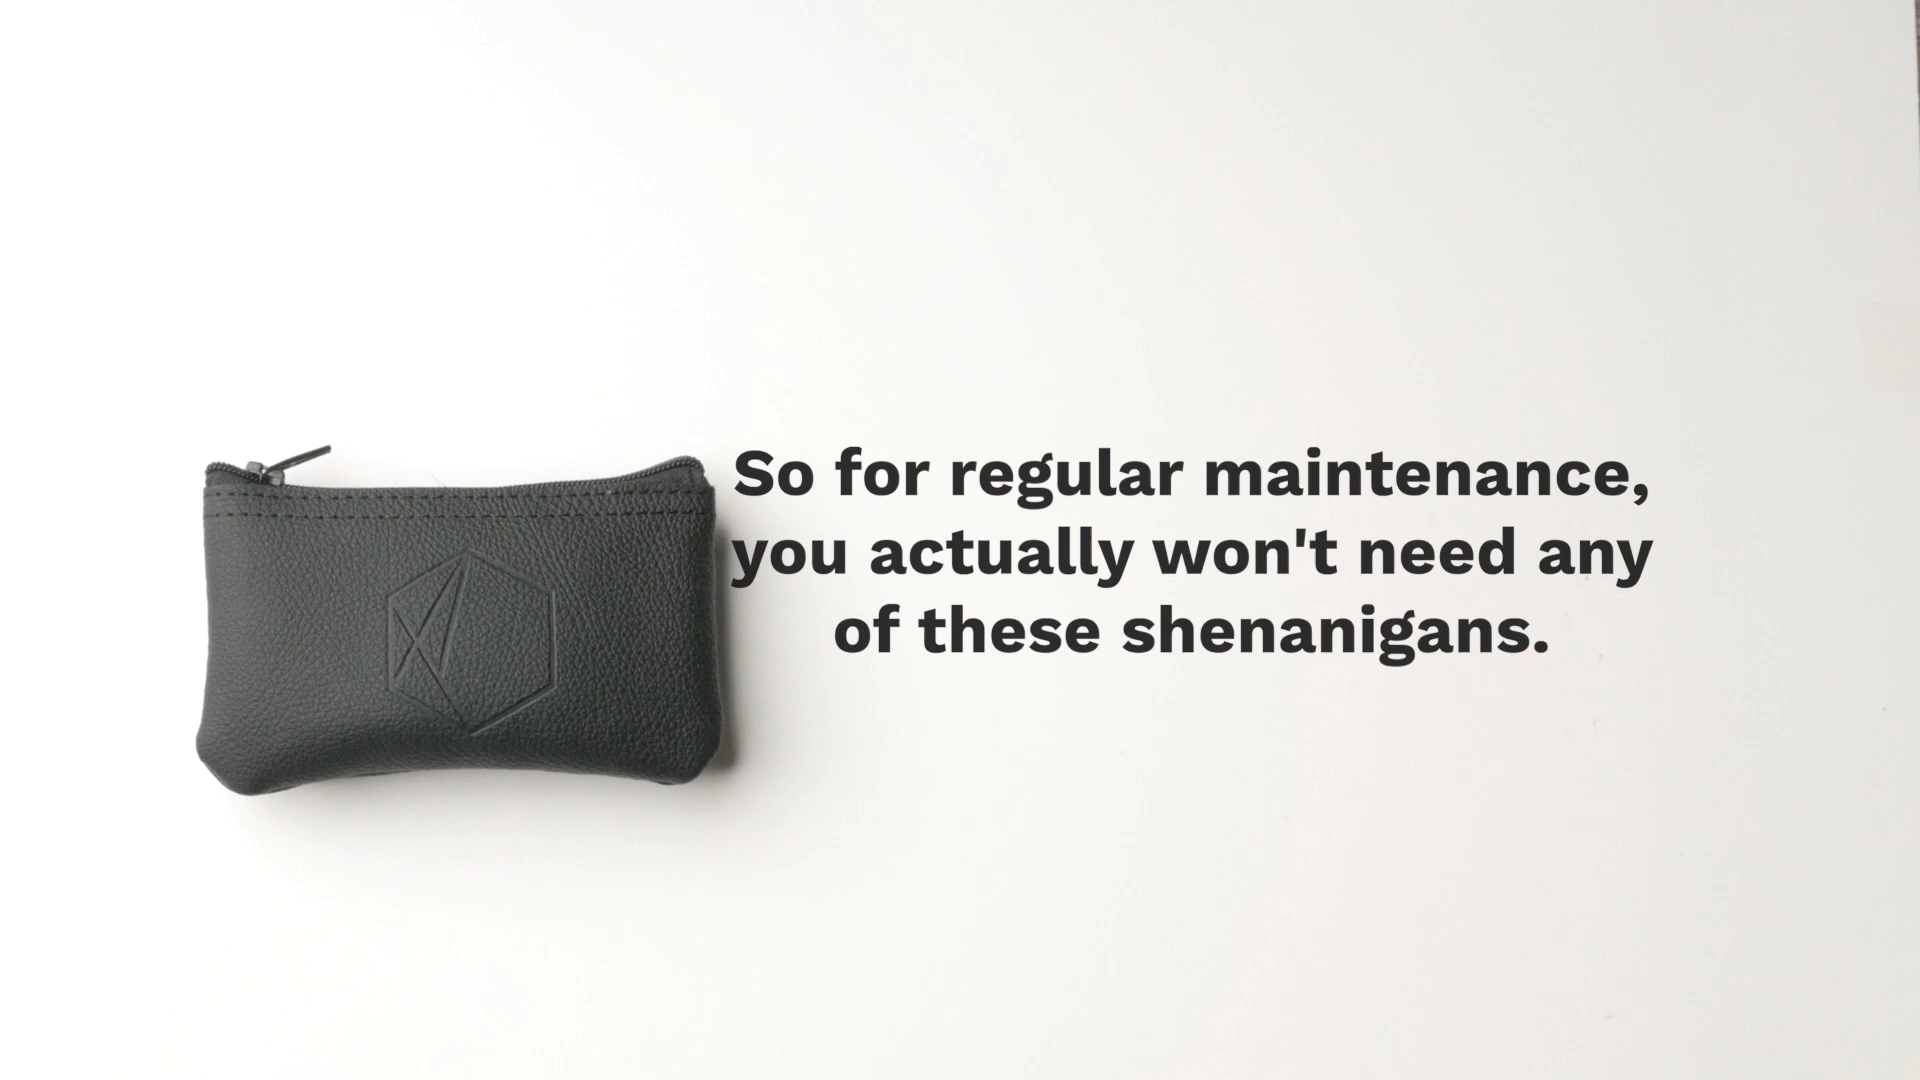 So for regular maintenance,
you actually won't need any
of these shenanigans.